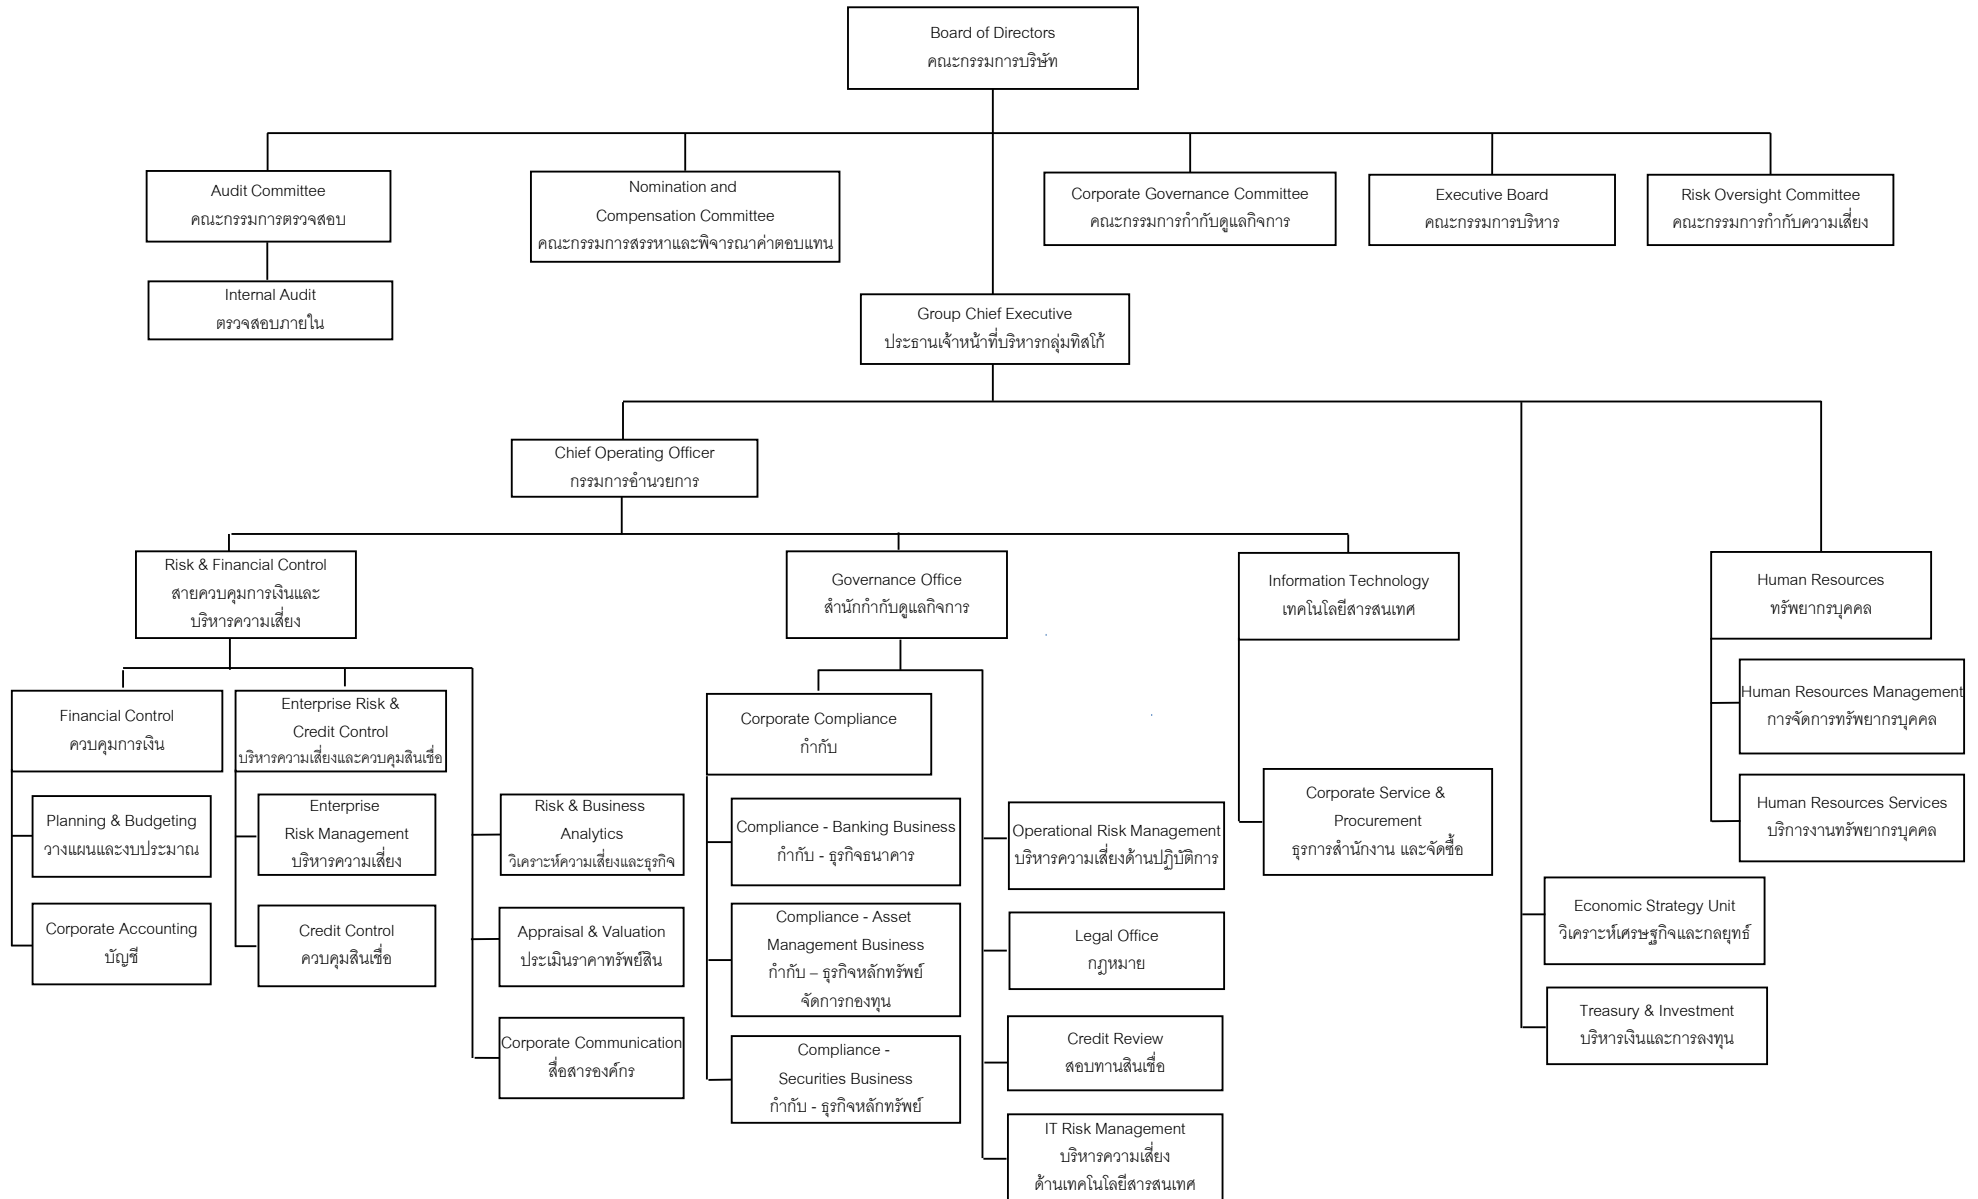 Board of Directors
คณะกรรมการบริษัท
Audit Committee
คณะกรรมการตรวจสอบ
Nomination and
Compensation Committee
คณะกรรมการสรรหาและพิจารณาค่าตอบแทน
Corporate Governance Committee
คณะกรรมการกำกับดูแลกิจการ
Executive Board
คณะกรรมการบริหาร
Risk Oversight Committee
คณะกรรมการกำกับความเสี่ยง
Internal Audit
ตรวจสอบภายใน
Group Chief Executive
ประธานเจ้าหน้าที่บริหารกลุ่มทิสโก้
Chief Operating Officer
กรรมการอำนวยการ
Risk & Financial Control
สายควบคุมการเงินและ
บริหารความเสี่ยง
Governance Office
สำนักกำกับดูแลกิจการ
Information Technology
เทคโนโลยีสารสนเทศ
Human Resources
ทรัพยากรบุคคล
Financial Control
ควบคุมการเงิน
Enterprise Risk &
Credit Control
บริหารความเสี่ยงและควบคุมสินเชื่อ
Corporate Compliance
กำกับ
Human Resources Management
การจัดการทรัพยากรบุคคล
Planning & Budgeting
วางแผนและงบประมาณ
Enterprise
Risk Management
บริหารความเสี่ยง
Risk & Business
Analytics
วิเคราะห์ความเสี่ยงและธุรกิจ
Compliance - Banking Business
กำกับ - ธุรกิจธนาคาร
Operational Risk Management
บริหารความเสี่ยงด้านปฏิบัติการ
Corporate Service &
Procurement
ธุรการสำนักงาน และจัดซื้อ
Human Resources Services
บริการงานทรัพยากรบุคคล
Corporate Accounting
บัญชี
Credit Control
ควบคุมสินเชื่อ
Appraisal & Valuation
ประเมินราคาทรัพย์สิน
Compliance - Asset
Management Business
กำกับ – ธุรกิจหลักทรัพย์
จัดการกองทุน
Legal Office
กฎหมาย
Economic Strategy Unit
วิเคราะห์เศรษฐกิจและกลยุทธ์
Corporate Communication
สื่อสารองค์กร
Compliance -
Securities Business
กำกับ - ธุรกิจหลักทรัพย์
Credit Review
สอบทานสินเชื่อ
Treasury & Investment
บริหารเงินและการลงทุน
IT Risk Management
บริหารความเสี่ยง
ด้านเทคโนโลยีสารสนเทศ